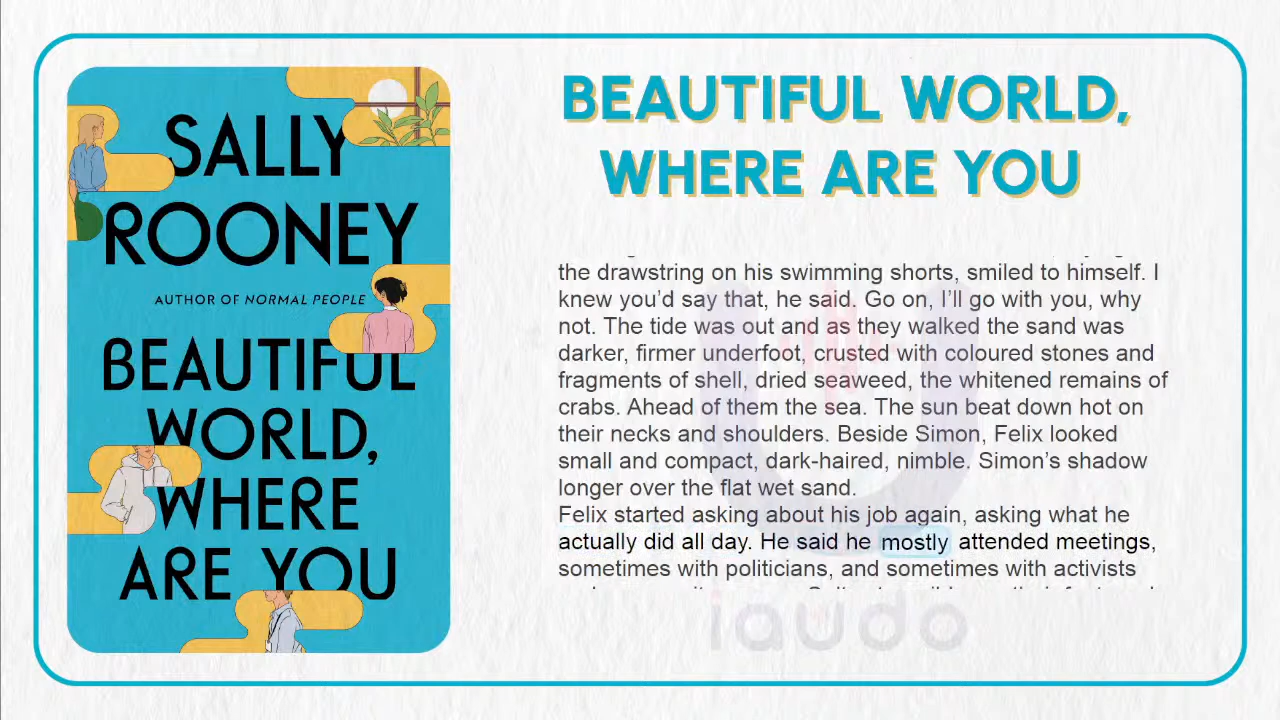 SALLY
ROONEY
AUTHOR OF NORMAL PEOPLE
BEAUTIFUL
WORLD,
WHERE
ARE YOU
BEAUTIFUL WORLD,
WHERE ARE YOU
the drawstring on his swimming shorts, smiled to himself. I
knew you’d say that, he said. Go on, I’ll go with you, why
not. The tide was out and as they walked the sand was
darker, firmer underfoot, crusted with coloured stones and
fragments of shell, dried seaweed, the whitened remains of
crabs. Ahead of them the sea. The sun beat down hot on
their necks and shoulders. Beside Simon, Felix looked
small and compact, dark-haired, nimble. Simon’s shadow
longer over the flat wet sand.
Felix started asking about his job again, asking what he
actually did all day. He said he mostly attended meetings,
sometimes with politicians, and sometimes with activists
iaudo